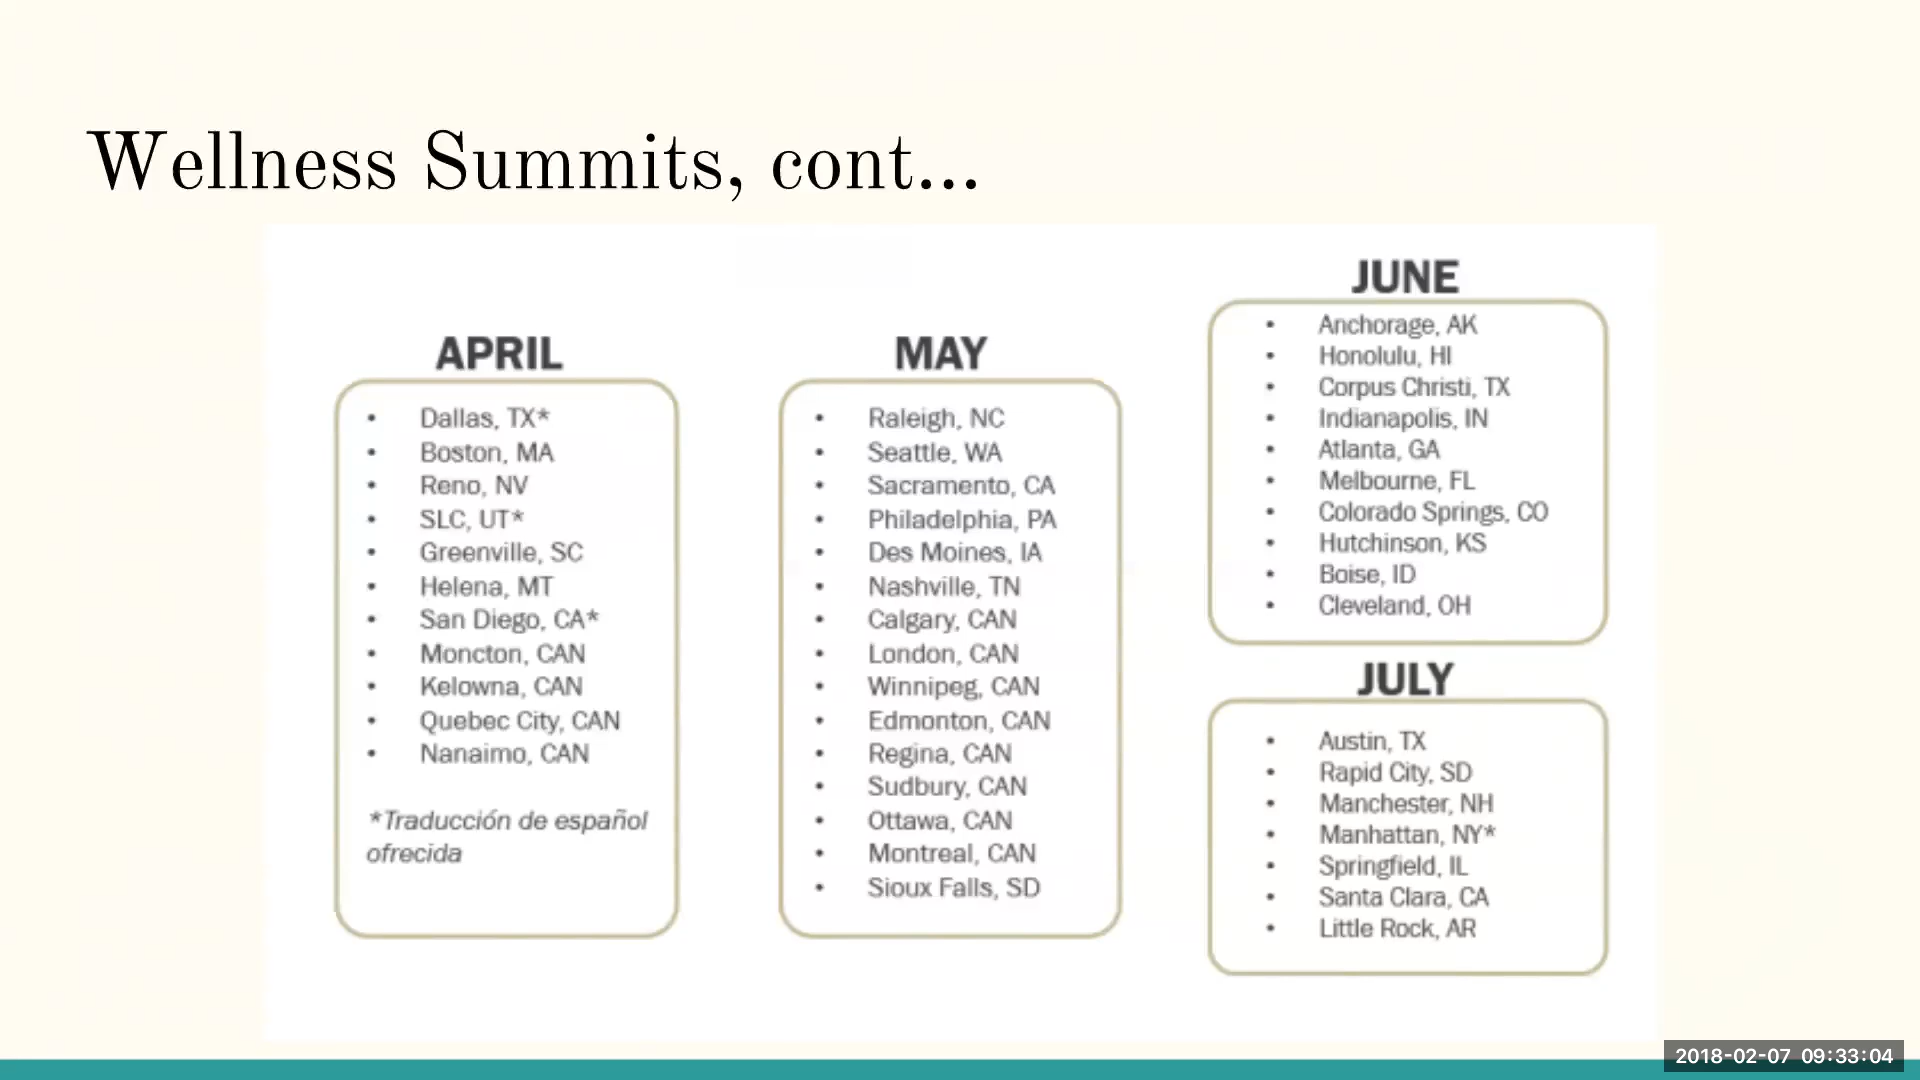 Wellness Summits, cont...
APRIL
• Dallas, TX*
• Boston, MA
• Reno, NV
• SLC, UT*
• Greenville, SC
• Helena, MT
• San Diego, CA*
• Moncton, CAN
• Kelowna, CAN
• Quebec City, CAN
• Nanaimo, CAN
*Traducción de español
ofrecida
MAY
• Raleigh, NC
• Seattle, WA
• Sacramento, CA
• Philadelphia, PA
• Des Moines, IA
• Nashville, TN
• Calgary, CAN
• London, CAN
• Winnipeg, CAN
• Edmonton, CAN
• Regina, CAN
• Sudbury, CAN
• Ottawa, CAN
• Montreal, CAN
• Sioux Falls, SD
JUNE
• Anchorage, AK
• Honolulu, HI
• Corpus Christi, TX
• Indianapolis, IN
• Atlanta, GA
• Melbourne, FL
• Colorado Springs, CO
• Hutchinson, KS
• Boise, ID
• Cleveland, OH
JULY
• Austin, TX
• Rapid City, SD
• Manchester, NH
• Manhattan, NY*
• Springfield, IL
• Santa Clara, CA
• Little Rock, AR
2018-02-07 09:33:04